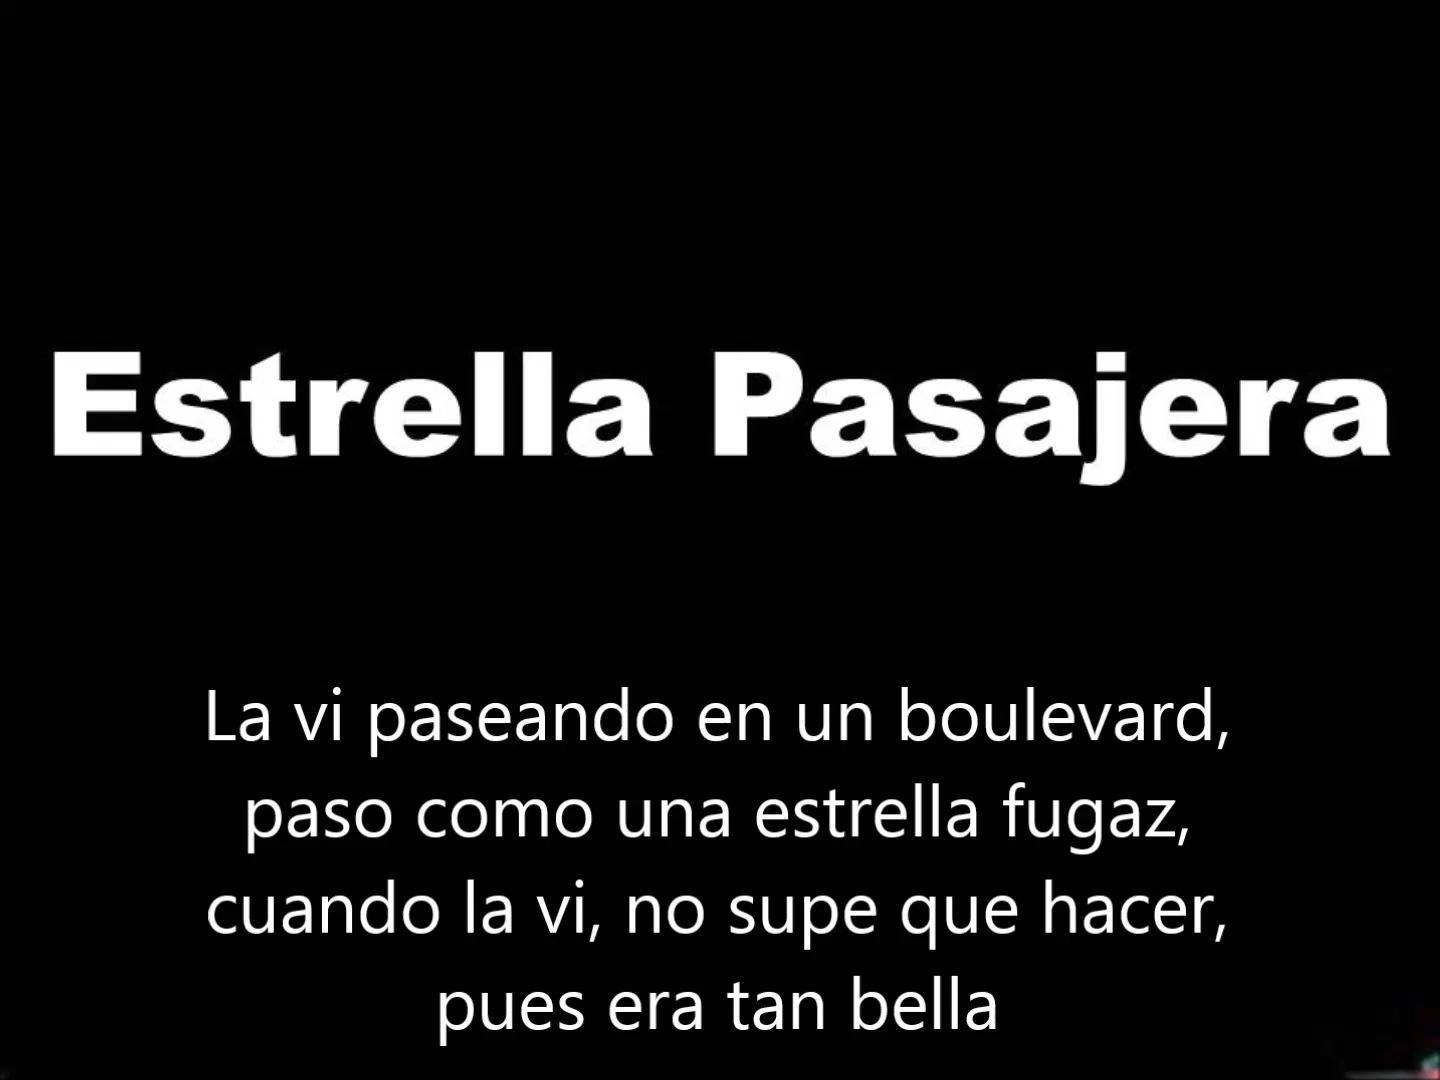 Estrella Pasajera
La vi paseando en un boulevard,
paso como una estrella fugaz,
cuando la vi, no supe que hacer,
pues era tan bella